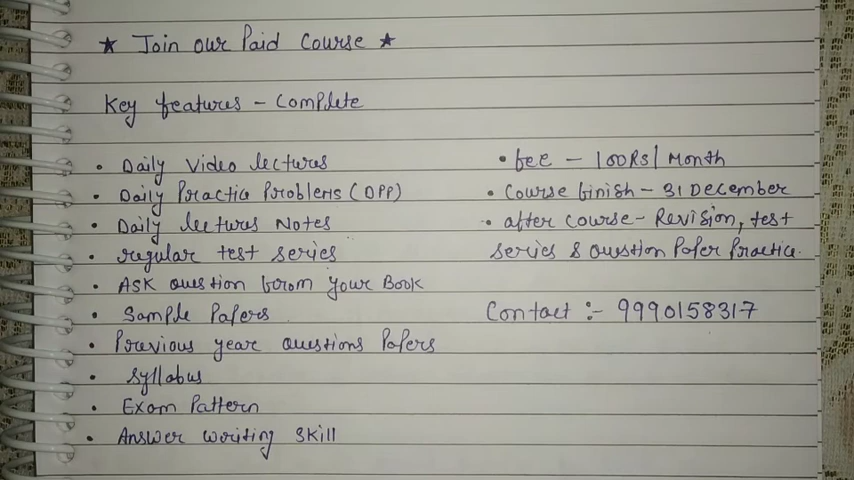 ★ Join our Paid Course ★
Key features - Complete
• Daily Video lectures
• Daily Practice Problems (DPP)
• Daily lectures Notes
• regular test series
• Ask question from your Book
• Sample Papers
• Previous year questions Papers
• Syllabus
• Exam Pattern
• Answer writing skill
• fee - 100Rs/Month
• Course finish - 31 December
• after course - Revision, test
series & Question Paper Practice.
Contact :- 9990158317